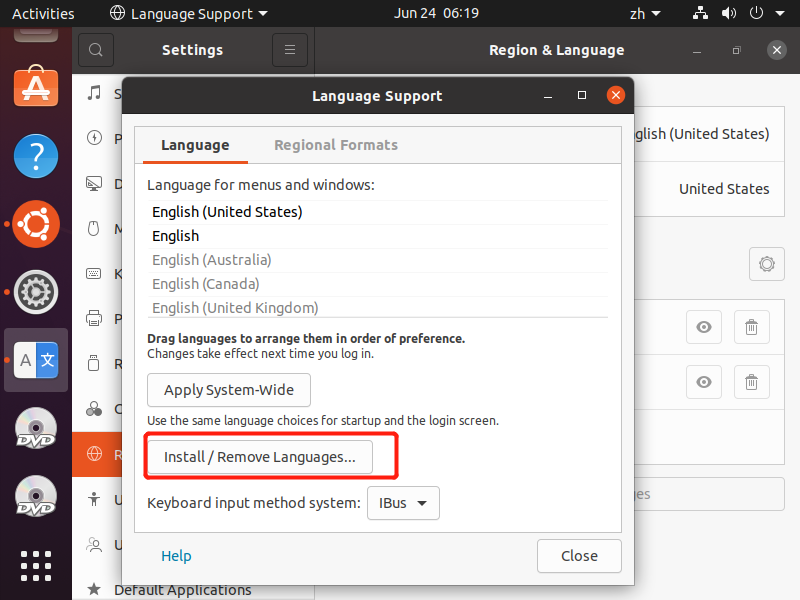 Activities
Language Support
Jun 24 06:19
zh
Settings
Region & Language
Language Support
Language
Regional Formats
Language for menus and windows:
English (United States)
English
English (Australia)
English (Canada)
English (United Kingdom)
Drag languages to arrange them in order of preference.
Changes take effect next time you log in.
Apply System-Wide
Use the same language choices for startup and the login screen.
Install / Remove Languages...
Keyboard input method system: IBus
Help
Close
(United States)
United States
Default Applications
A 文
A
?
DVD
DVD